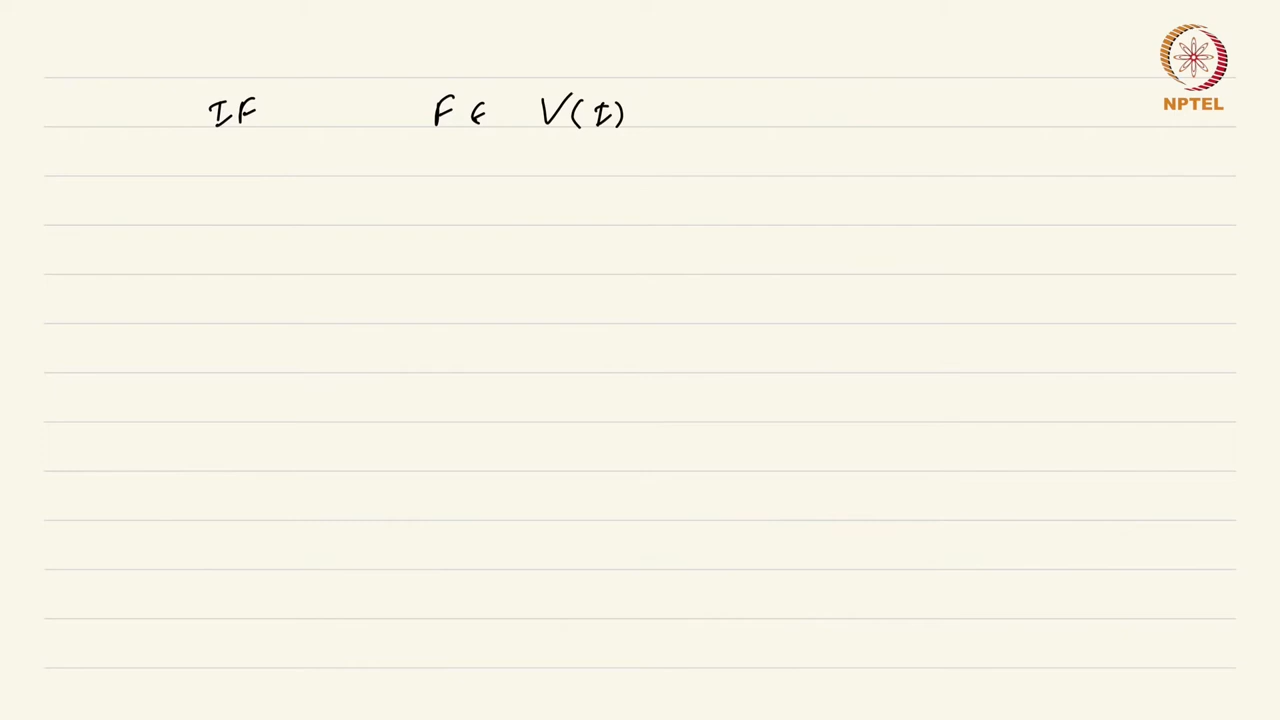 IF F ∈ V(I)
NPTEL